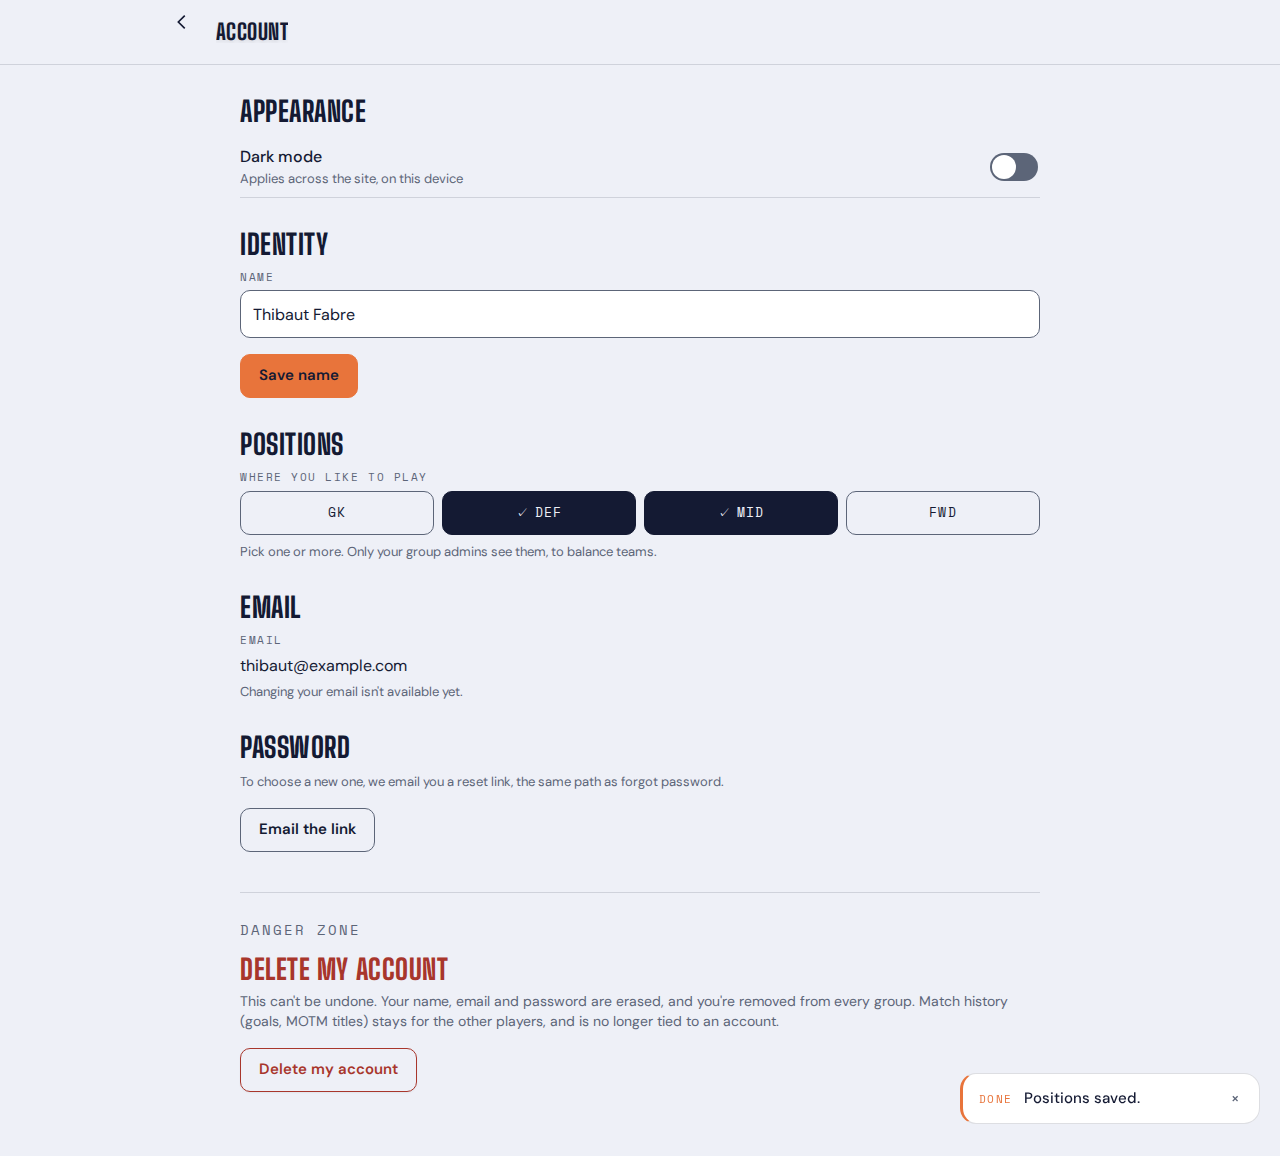 ACCOUNT
APPEARANCE
Dark mode
Applies across the site, on this device
IDENTITY
NAME
Thibaut Fabre
Save name
POSITIONS
WHERE YOU LIKE TO PLAY
GK
✓ DEF
✓ MID
FWD
Pick one or more. Only your group admins see them, to balance teams.
EMAIL
EMAIL
thibaut@example.com
Changing your email isn't available yet.
PASSWORD
To choose a new one, we email you a reset link, the same path as forgot password.
Email the link
DANGER ZONE
DELETE MY ACCOUNT
This can't be undone. Your name, email and password are erased, and you're removed from every group. Match history
(goals, MOTM titles) stays for the other players, and is no longer tied to an account.
Delete my account
DONE Positions saved. ×